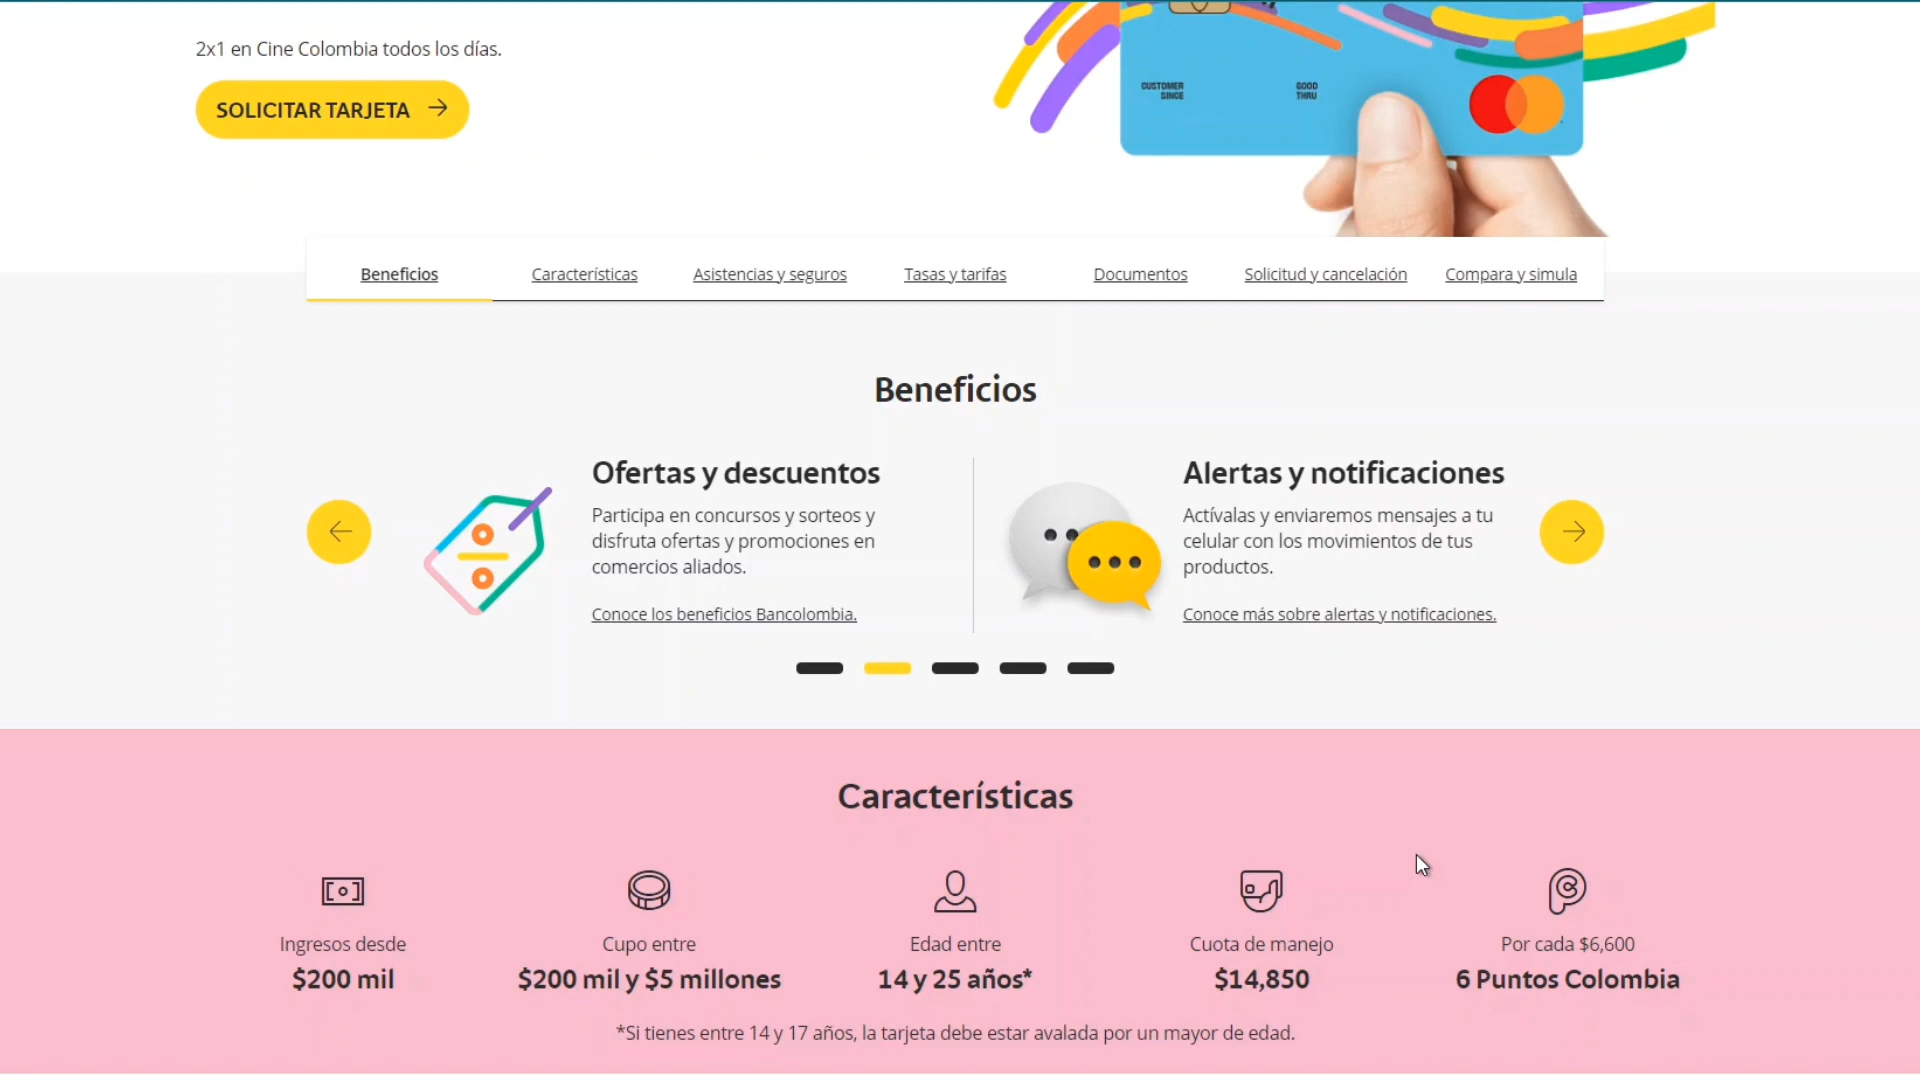 2x1 en Cine Colombia todos los días.
SOLICITAR TARJETA
CUSTOMER
SINCE
GOOD
THRU
Beneficios
Características
Asistencias y seguros
Tasas y tarifas
Documentos
Solicitud y cancelación
Compara y simula
Beneficios
Ofertas y descuentos
Participa en concursos y sorteos y
disfruta ofertas y promociones en
comercios aliados.
Conoce los beneficios Bancolombia.
Alertas y notificaciones
Actívalas y enviaremos mensajes a tu
celular con los movimientos de tus
productos.
Conoce más sobre alertas y notificaciones.
Características
Ingresos desde
$200 mil
Cupo entre
$200 mil y $5 millones
Edad entre
14 y 25 años*
Cuota de manejo
$14,850
Por cada $6,600
6 Puntos Colombia
*Si tienes entre 14 y 17 años, la tarjeta debe estar avalada por un mayor de edad.